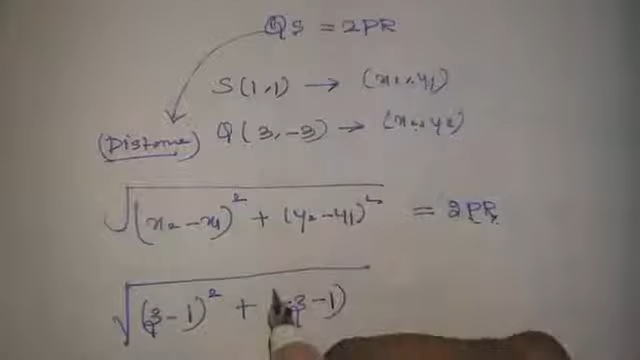 QS = 2PR
S(1,1) → (x₁,y₁)
(Distance) Q(3,-3) → (x₂,y₂)
√(x₂-x₁)² + (y₂-y₁)² = 2PR
√(3-1)² + (-3-1)